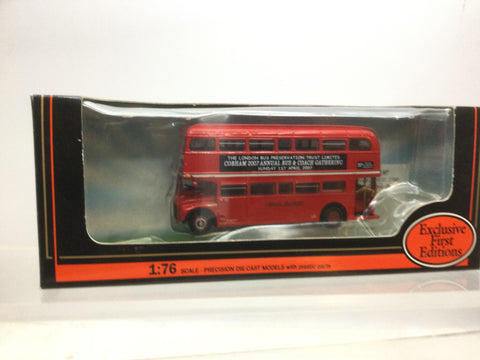 THE LONDON BUS PRESERVATION TRUST LIMITED
COBHAM 2007 ANNUAL BUS & COACH GATHERING
SUNDAY 1ST APRIL 2007
Exclusive
First
Editions
1:76 SCALE - PRECISION DIE CAST MODELS with plastic parts